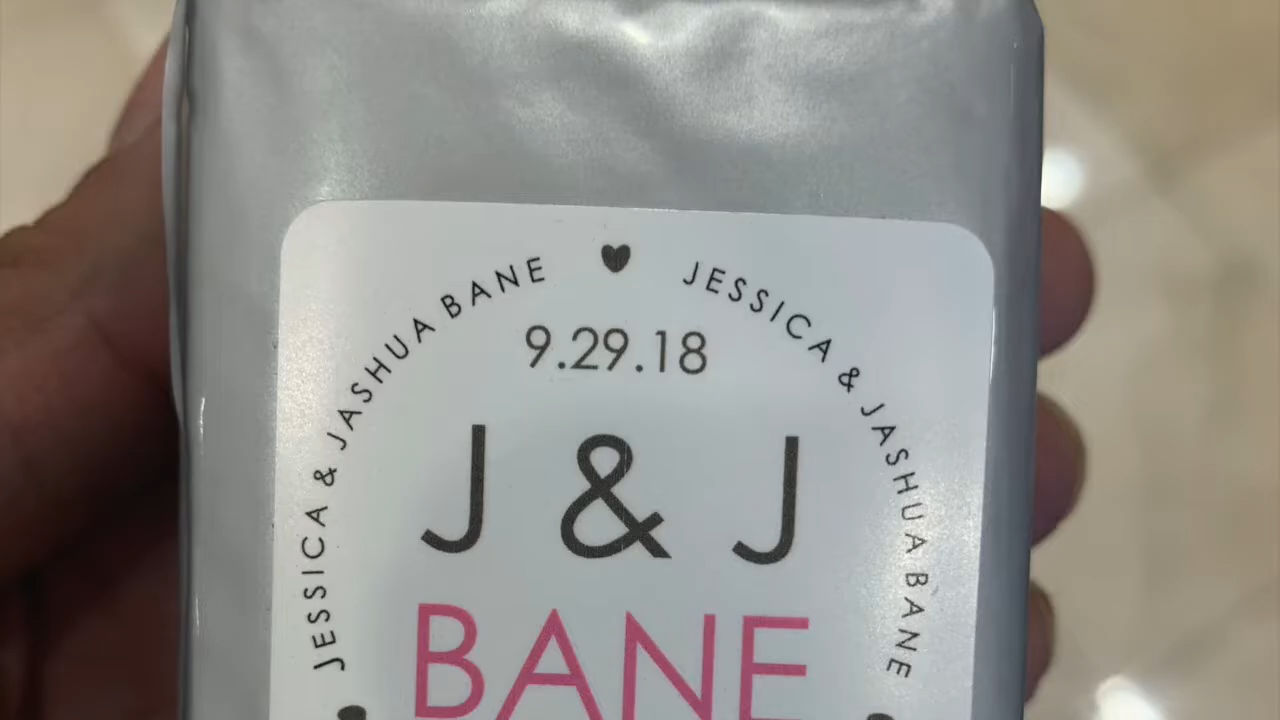 JESSICA & JASHUA BANE
JESSICA & JASHUA BANE
9.29.18
J & J
BANE